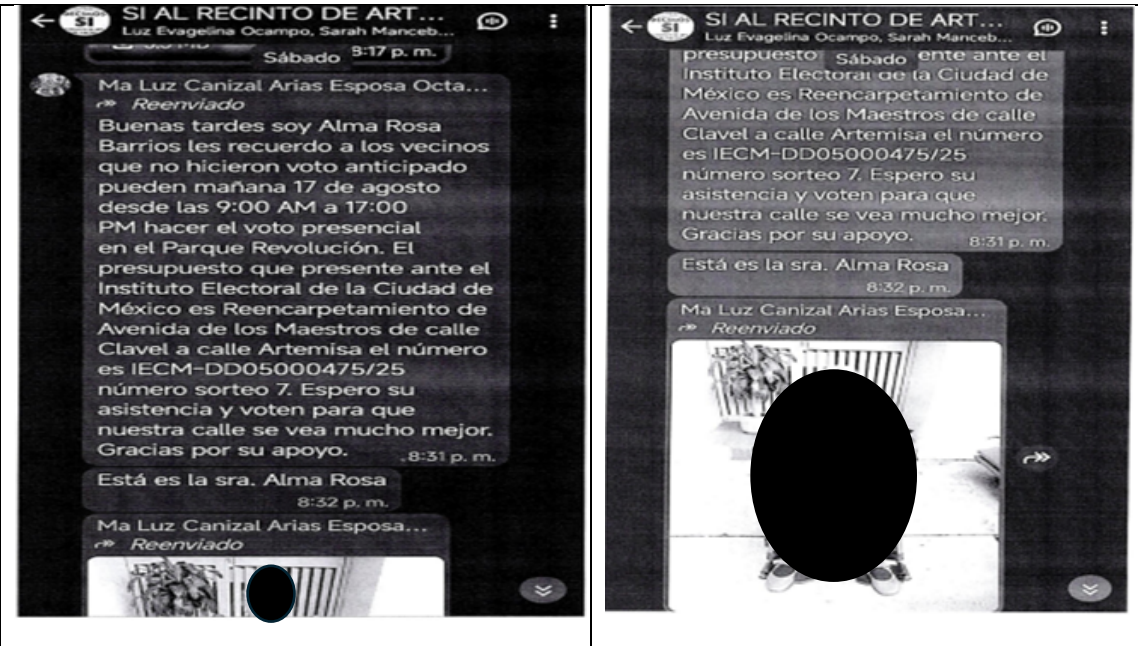 SI AL RECINTO DE ART...
SI
Luz Evagelina Ocampo, Sarah Manceb...
8:17 p. m.
Sábado
Ma Luz Canizal Arias Esposa Octa...
Reenviado
Buenas tardes soy Alma Rosa
Barrios les recuerdo a los vecinos
que no hicieron voto anticipado
pueden mañana 17 de agosto
desde las 9:00 AM a 17:00
PM hacer el voto presencial
en el Parque Revolución. El
presupuesto que presente ante el
Instituto Electoral de la Ciudad de
México es Reencarpetamiento de
Avenida de los Maestros de calle
Clavel a calle Artemisa el número
es IECM-DD05000475/25
número sorteo 7. Espero su
asistencia y voten para que
nuestra calle se vea mucho mejor.
Gracias por su apoyo.
8:31 p. m.
Está es la sra. Alma Rosa
8:32 p. m.
Ma Luz Canizal Arias Esposa...
Reenviado
SI AL RECINTO DE ART...
SI
Luz Evagelina Ocampo, Sarah Manceb...
Sábado
presupuesto ente ante el
Instituto Electoral de la Ciudad de
México es Reencarpetamiento de
Avenida de los Maestros de calle
Clavel a calle Artemisa el número
es IECM-DD05000475/25
número sorteo 7. Espero su
asistencia y voten para que
nuestra calle se vea mucho mejor.
Gracias por su apoyo.
8:31 p. m.
Está es la sra. Alma Rosa
8:32 p. m.
Ma Luz Canizal Arias Esposa...
Reenviado